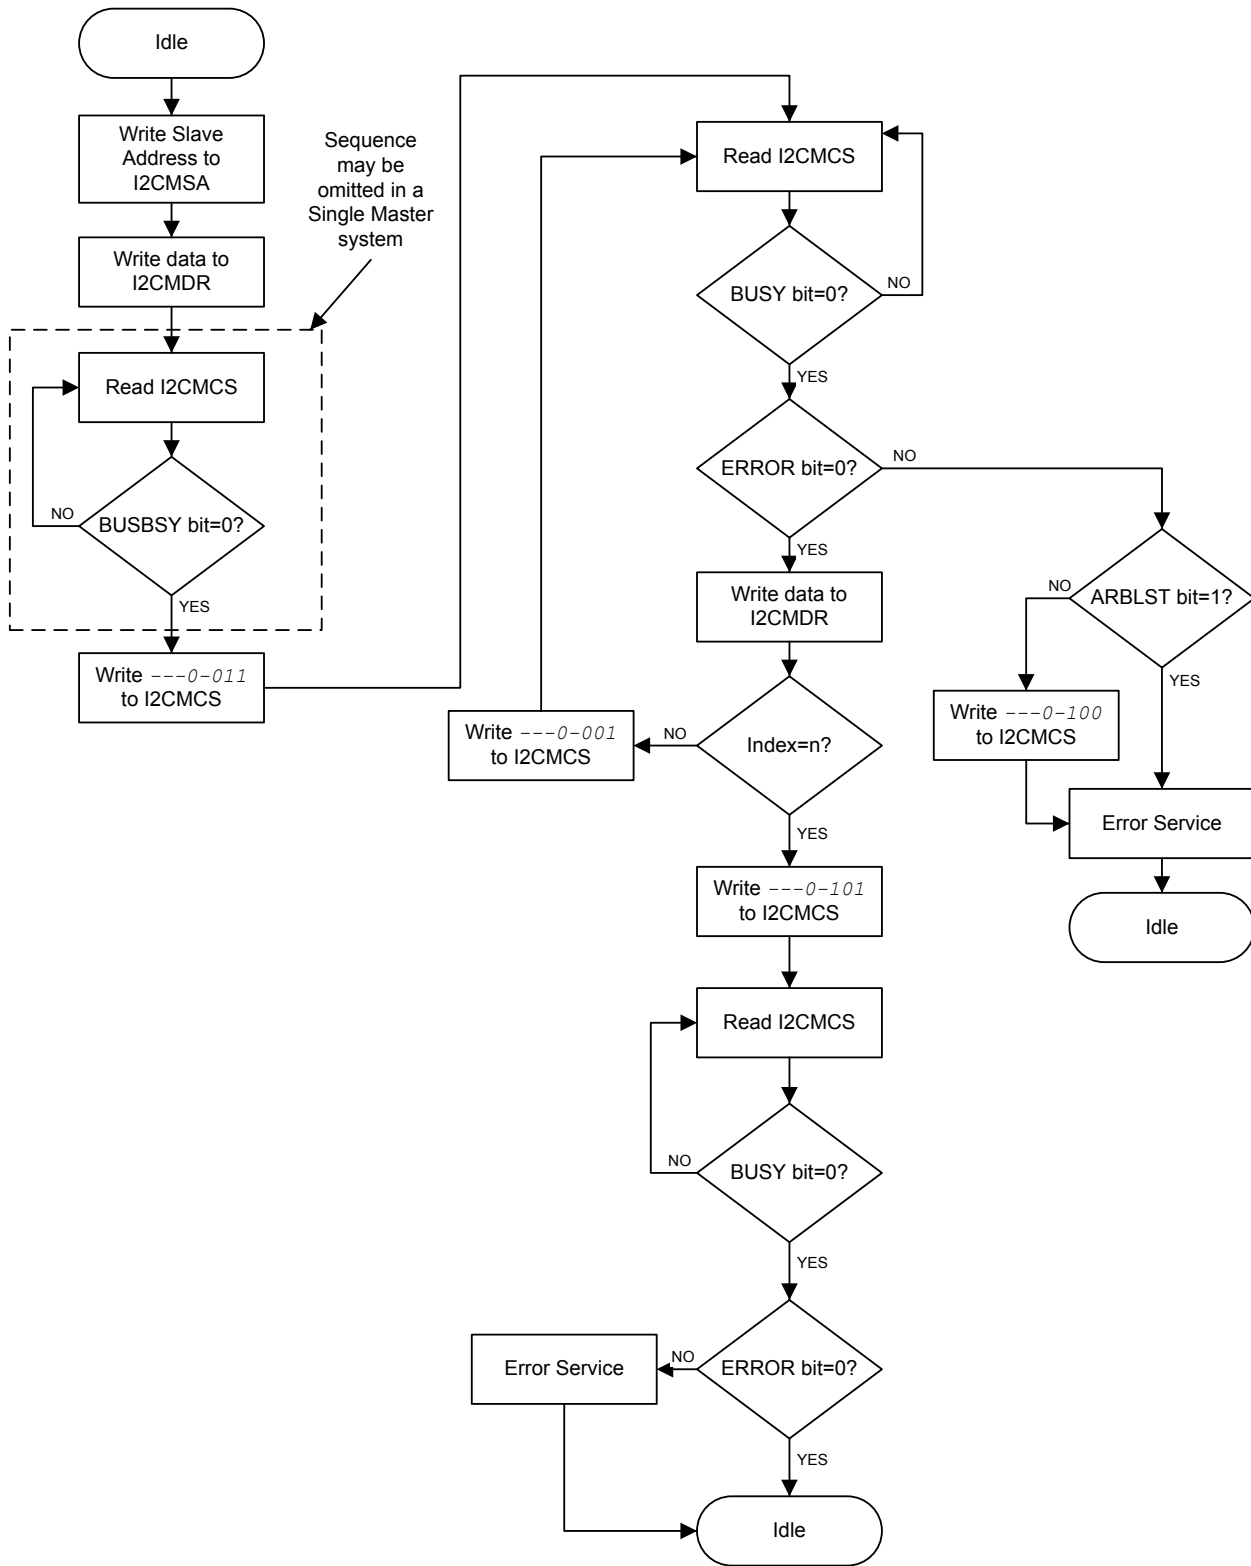 Idle
Write Slave
Address to
I2CMSA
Write data to
I2CMDR
Sequence
may be
omitted in a
Single Master
system
Read I2CMCS
BUSBSY bit=0?
NO
YES
Write ---0-011
to I2CMCS
Read I2CMCS
BUSY bit=0?
NO
YES
ERROR bit=0?
NO
YES
Write data to
I2CMDR
Index=n?
NO
Write ---0-001
to I2CMCS
YES
ARBLST bit=1?
NO
YES
Write ---0-100
to I2CMCS
Error Service
Idle
Write ---0-101
to I2CMCS
Read I2CMCS
BUSY bit=0?
NO
YES
ERROR bit=0?
NO
Error Service
YES
Idle